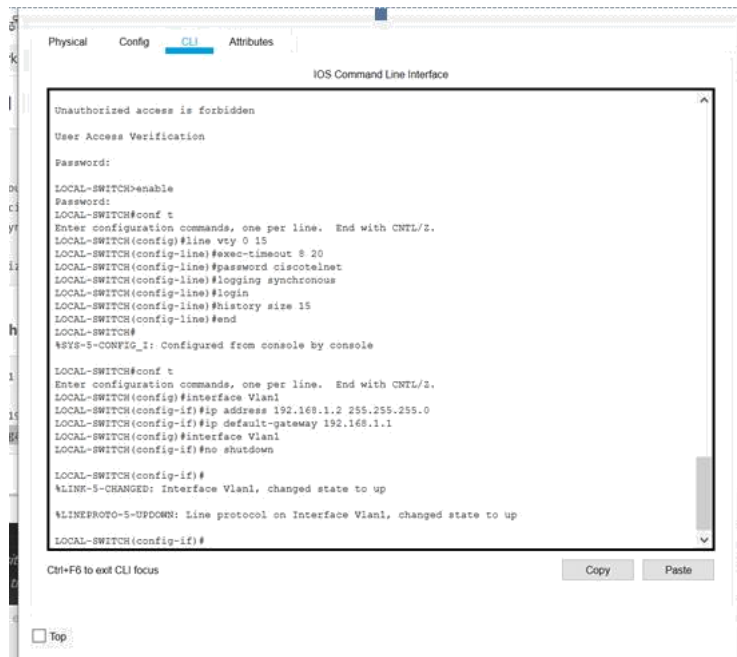 Physical Config CLI Attributes
IOS Command Line Interface
Unauthorized access is forbidden
User Access Verification
Password:
LOCAL-SWITCH>enable
Password:
LOCAL-SWITCH#conf t
Enter configuration commands, one per line. End with CNTL/Z.
LOCAL-SWITCH(config)#line vty 0 15
LOCAL-SWITCH(config-line)#exec-timeout 8 20
LOCAL-SWITCH(config-line)#password ciscotelnet
LOCAL-SWITCH(config-line)#logging synchronous
LOCAL-SWITCH(config-line)#login
LOCAL-SWITCH(config-line)#history size 15
LOCAL-SWITCH(config-line)#end
LOCAL-SWITCH#
%SYS-5-CONFIG_I: Configured from console by console
LOCAL-SWITCH#conf t
Enter configuration commands, one per line. End with CNTL/Z.
LOCAL-SWITCH(config)#interface Vlan1
LOCAL-SWITCH(config-if)#ip address 192.168.1.2 255.255.255.0
LOCAL-SWITCH(config-if)#ip default-gateway 192.168.1.1
LOCAL-SWITCH(config)#interface Vlan1
LOCAL-SWITCH(config-if)#no shutdown
LOCAL-SWITCH(config-if)#
%LINK-5-CHANGED: Interface Vlan1, changed state to up
%LINEPROTO-5-UPDOWN: Line protocol on Interface Vlan1, changed state to up
LOCAL-SWITCH(config-if)#
Ctrl+F6 to exit CLI focus
Copy Paste
Top